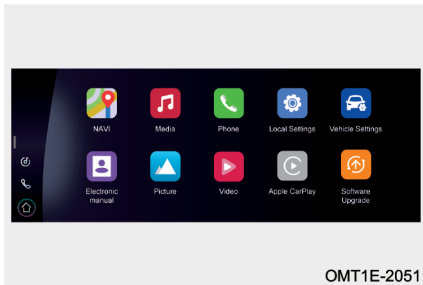 NAVI
Media
Phone
Local Settings
Vehicle Settings
Electronic
manual
Picture
Video
Apple CarPlay
Software
Upgrade
OMT1E-2051